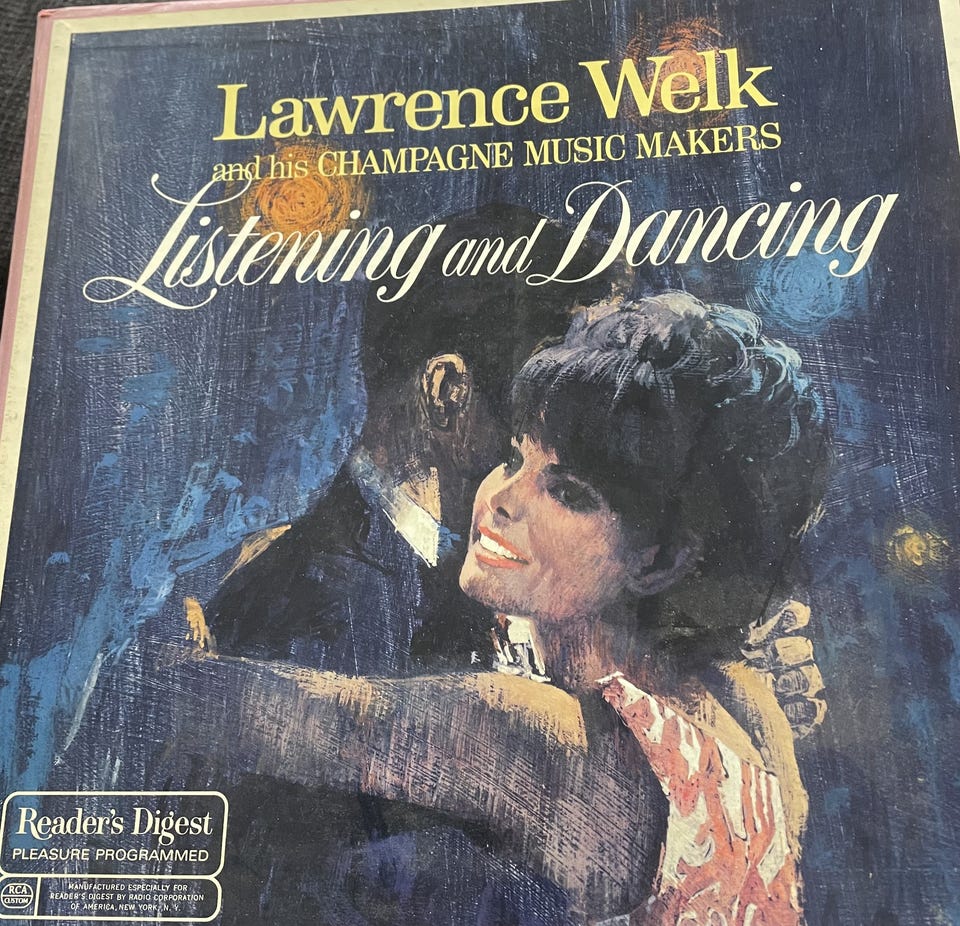 Lawrence Welk
and his CHAMPAGNE MUSIC MAKERS
Listening and Dancing
Reader's Digest
PLEASURE PROGRAMMED
RCA
CUSTOM
MANUFACTURED ESPECIALLY FOR
READER'S DIGEST BY RADIO CORPORATION
OF AMERICA, NEW YORK, N. Y.